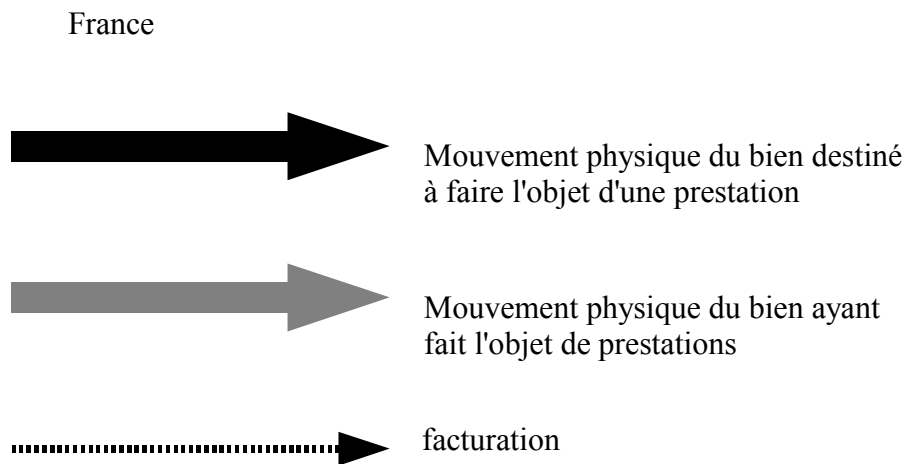 France
Mouvement physique du bien destiné
à faire l'objet d'une prestation
Mouvement physique du bien ayant
fait l'objet de prestations
facturation